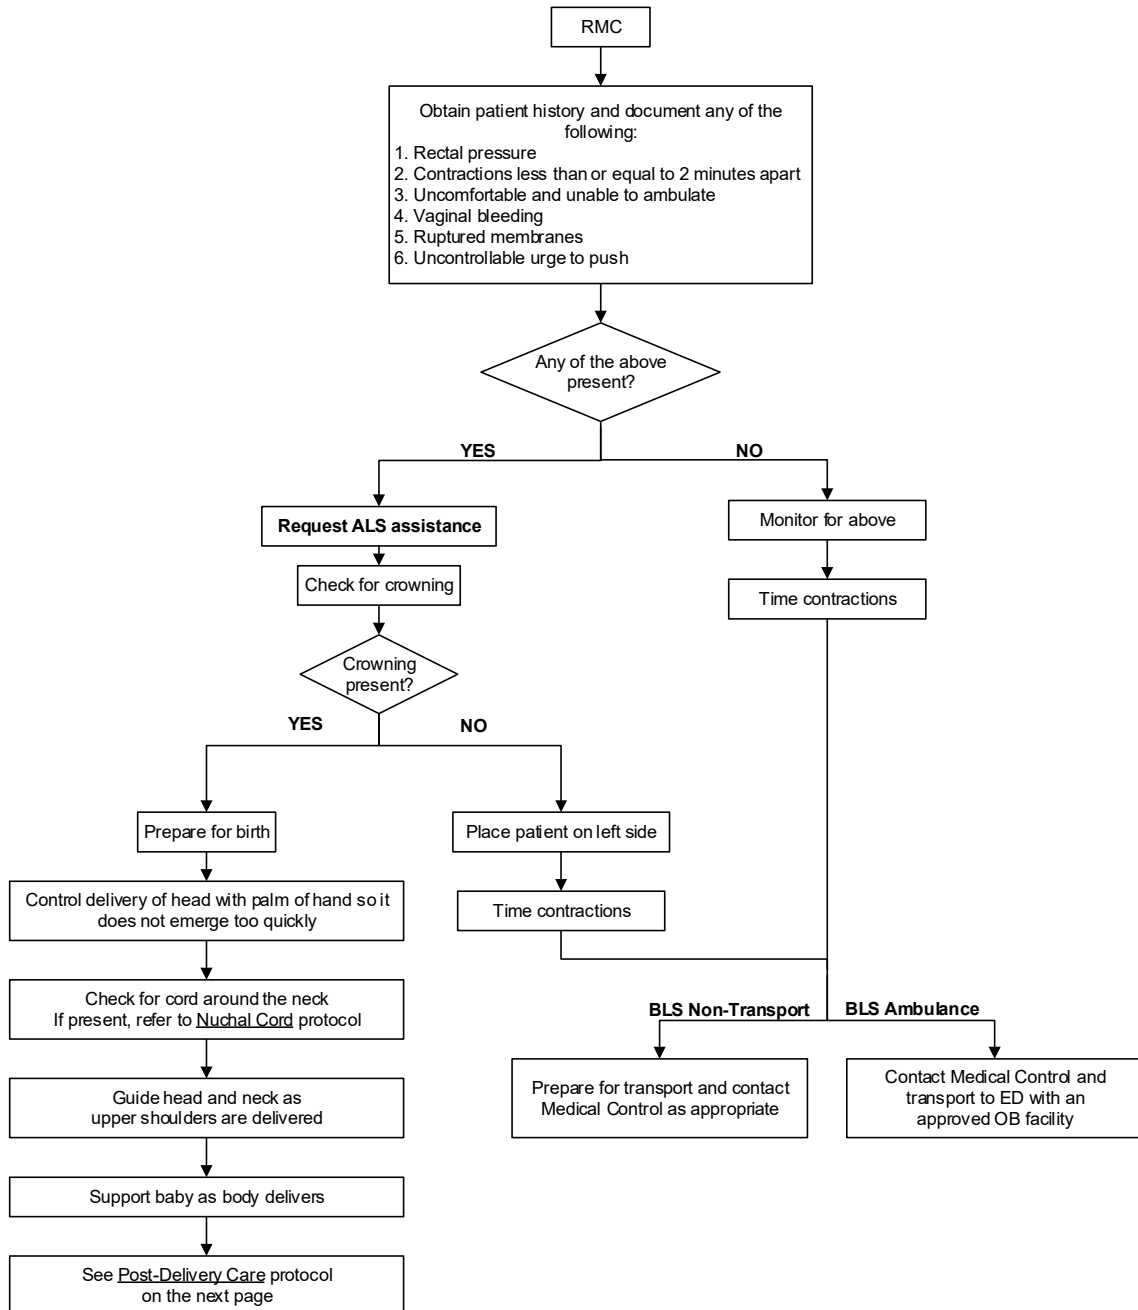 RMC
Obtain patient history and document any of the
following:
1. Rectal pressure
2. Contractions less than or equal to 2 minutes apart
3. Uncomfortable and unable to ambulate
4. Vaginal bleeding
5. Ruptured membranes
6. Uncontrollable urge to push
Any of the above
present?
YES
NO
Request ALS assistance
Monitor for above
Check for crowning
Time contractions
Crowning
present?
YES
NO
Prepare for birth
Place patient on left side
Control delivery of head with palm of hand so it
does not emerge too quickly
Time contractions
Check for cord around the neck
If present, refer to Nuchal Cord protocol
BLS Non-Transport
BLS Ambulance
Guide head and neck as
upper shoulders are delivered
Prepare for transport and contact
Medical Control as appropriate
Contact Medical Control and
transport to ED with an
approved OB facility
Support baby as body delivers
See Post-Delivery Care protocol
on the next page